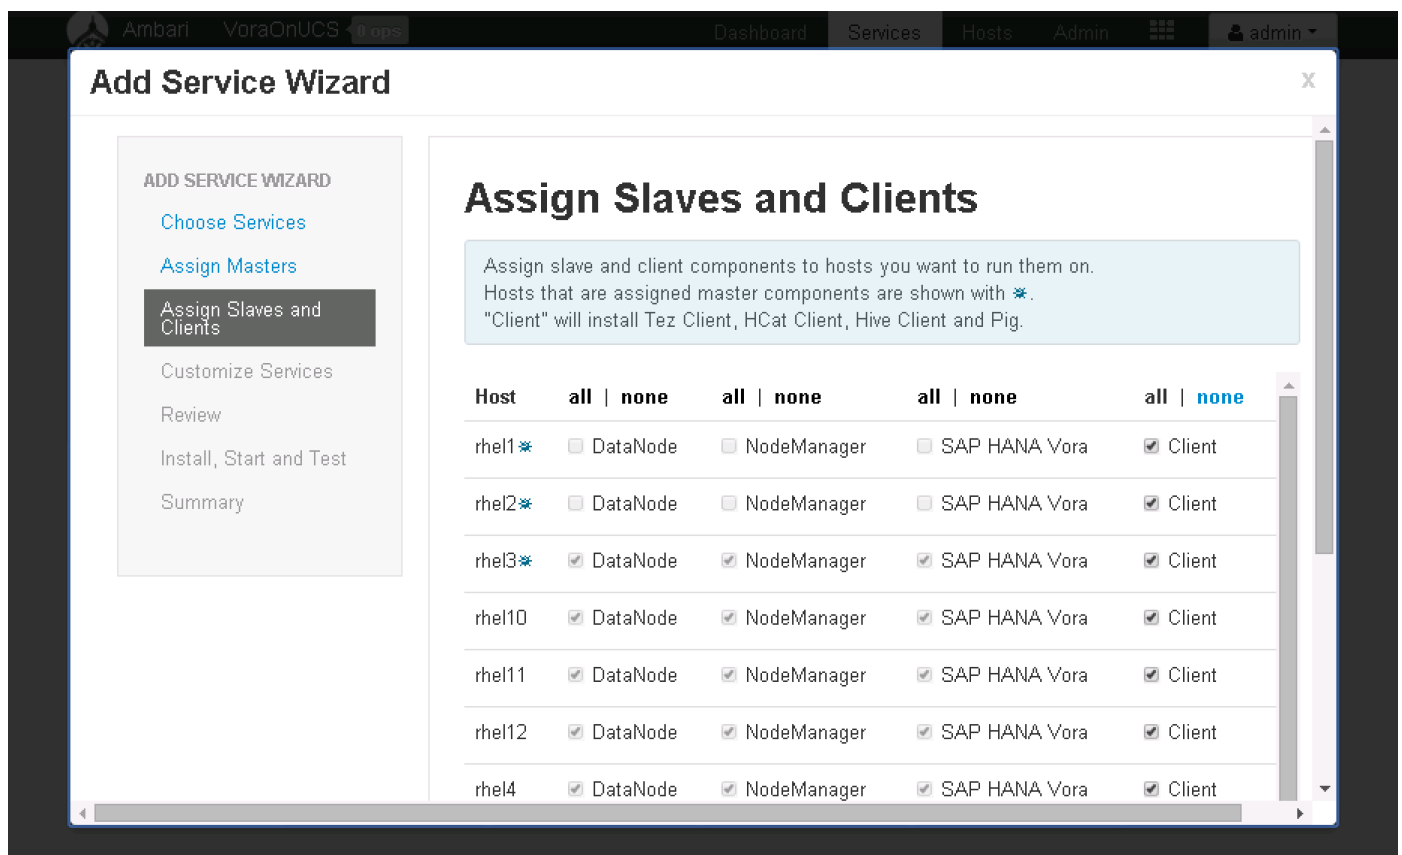 Ambari VoraOnUCS 0 ops Dashboard Services Hosts Admin admin
Add Service Wizard X
ADD SERVICE WIZARD
Choose Services
Assign Masters
Assign Slaves and
Clients
Customize Services
Review
Install, Start and Test
Summary
Assign Slaves and Clients
Assign slave and client components to hosts you want to run them on.
Hosts that are assigned master components are shown with ✵.
"Client" will install Tez Client, HCat Client, Hive Client and Pig.
Host all | none all | none all | none all | none
rhel1✵ DataNode NodeManager SAP HANA Vora Client
rhel2✵ DataNode NodeManager SAP HANA Vora Client
rhel3✵ DataNode NodeManager SAP HANA Vora Client
rhel10 DataNode NodeManager SAP HANA Vora Client
rhel11 DataNode NodeManager SAP HANA Vora Client
rhel12 DataNode NodeManager SAP HANA Vora Client
rhel4 DataNode NodeManager SAP HANA Vora Client